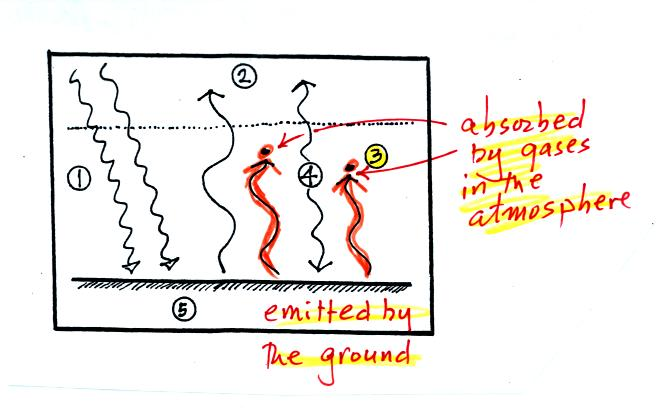 ②
absorbed
③
by gases
①
④
in the
atmosphere
⑤
emitted by
The ground